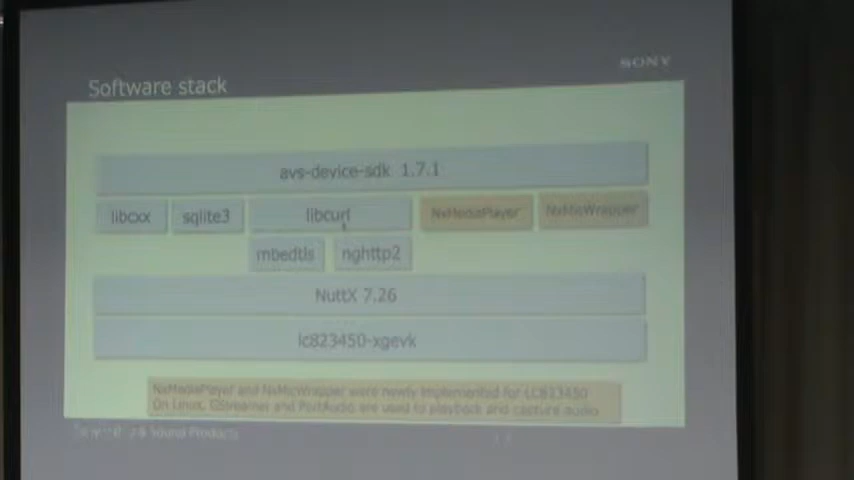 SONY
Software stack
avs-device-sdk 1.7.1
libcxx
sqlite3
libcurl
NxMediaPlayer
NxMicWrapper
mbedtls
nghttp2
NuttX 7.26
lc823450-xgevk
NxMediaPlayer and NxMicWrapper were newly implemented for LC823450
On Linux, GStreamer and PortAudio are used to playback and capture audio
Sound Products